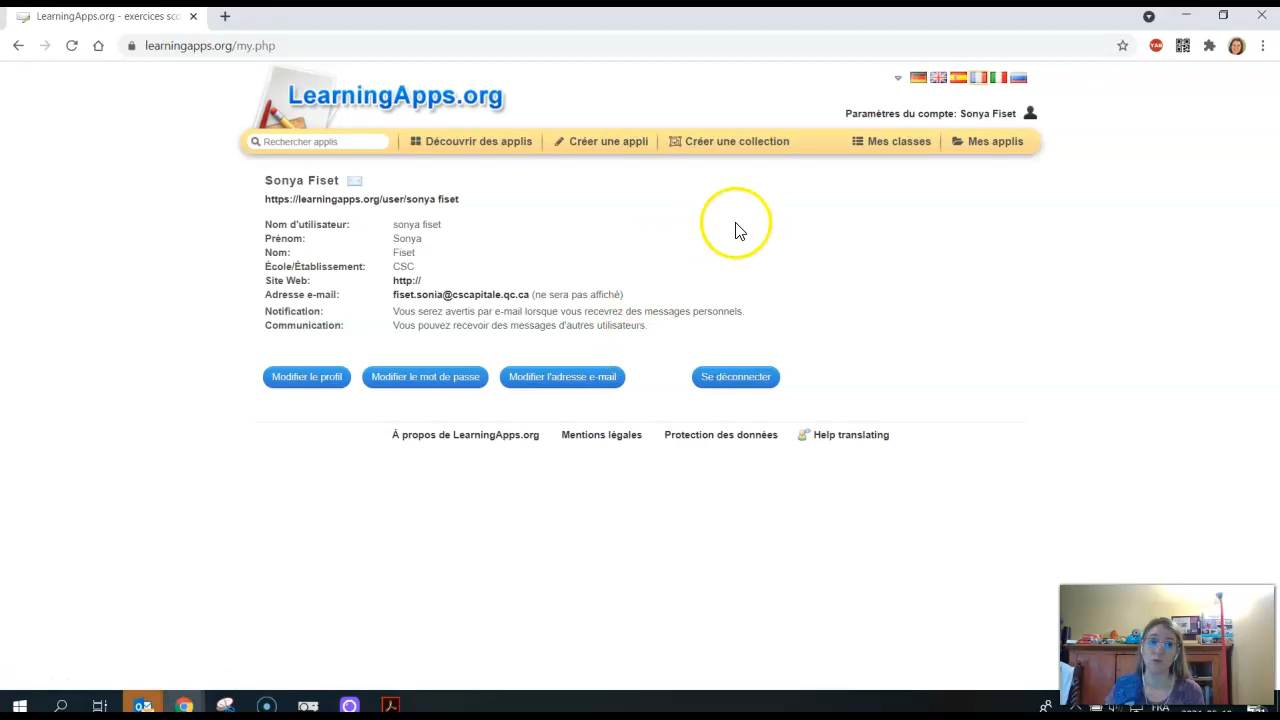 LearningApps.org - exercices sco
learningapps.org/my.php
YAB
LearningApps.org
Paramètres du compte: Sonya Fiset
Rechercher applis
Découvrir des applis
Créer une appli
Créer une collection
Mes classes
Mes applis
Sonya Fiset
https://learningapps.org/user/sonya fiset
Nom d'utilisateur: sonya fiset
Prénom: Sonya
Nom: Fiset
École/Établissement: CSC
Site Web: http://
Adresse e-mail: fiset.sonia@cscapitale.qc.ca (ne sera pas affiché)
Notification: Vous serez avertis par e-mail lorsque vous recevrez des messages personnels.
Communication: Vous pouvez recevoir des messages d'autres utilisateurs.
Modifier le profil
Modifier le mot de passe
Modifier l'adresse e-mail
Se déconnecter
À propos de LearningApps.org
Mentions légales
Protection des données
Help translating
FRA